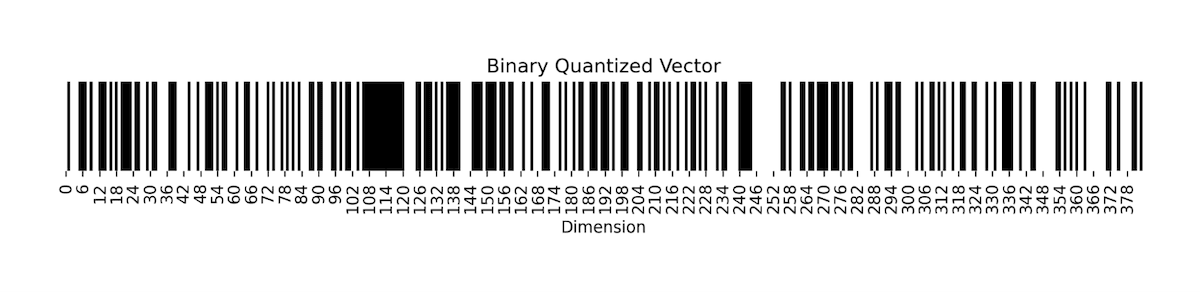 Binary Quantized Vector
0 6 12 18 24 30 36 42 48 54 60 66 72 78 84 90 96 102 108 114 120 126 132 138 144 150 156 162 168 174 180 186 192 198 204 210 216 222 228 234 240 246 252 258 264 270 276 282 288 294 300 306 312 318 324 330 336 342 348 354 360 366 372 378
Dimension